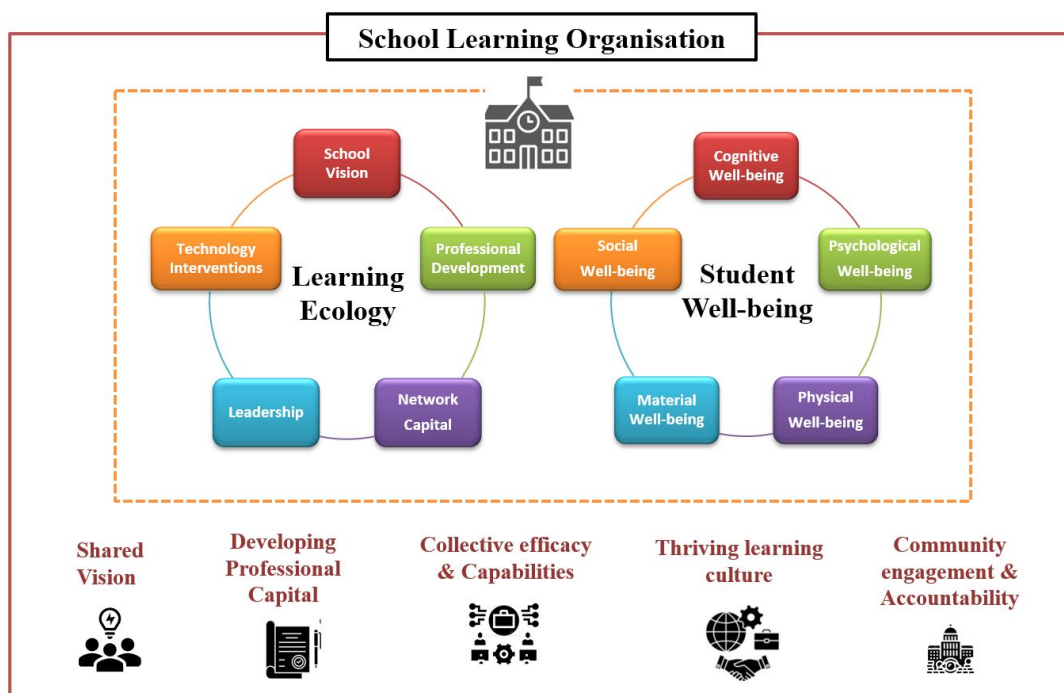 School Learning Organisation
School
Vision
Technology
Interventions
Professional
Development
Learning
Ecology
Leadership
Network
Capital
Cognitive
Well-being
Social
Well-being
Psychological
Well-being
Student
Well-being
Material
Well-being
Physical
Well-being
Shared
Vision
Developing
Professional
Capital
Collective efficacy
& Capabilities
Thriving learning
culture
Community
engagement &
Accountability